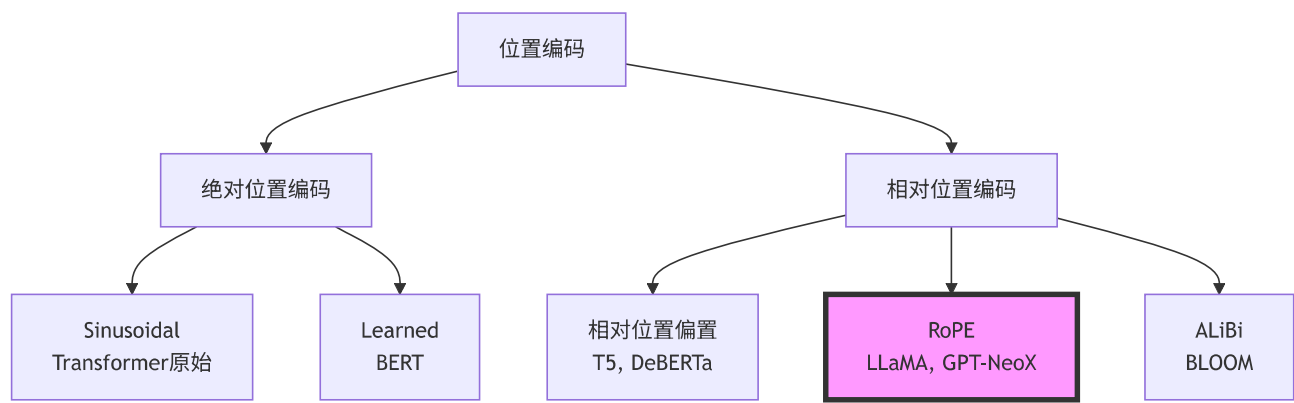 位置编码
绝对位置编码
相对位置编码
Sinusoidal
Transformer原始
Learned
BERT
相对位置偏置
T5, DeBERTa
RoPE
LLaMA, GPT-NeoX
ALiBi
BLOOM